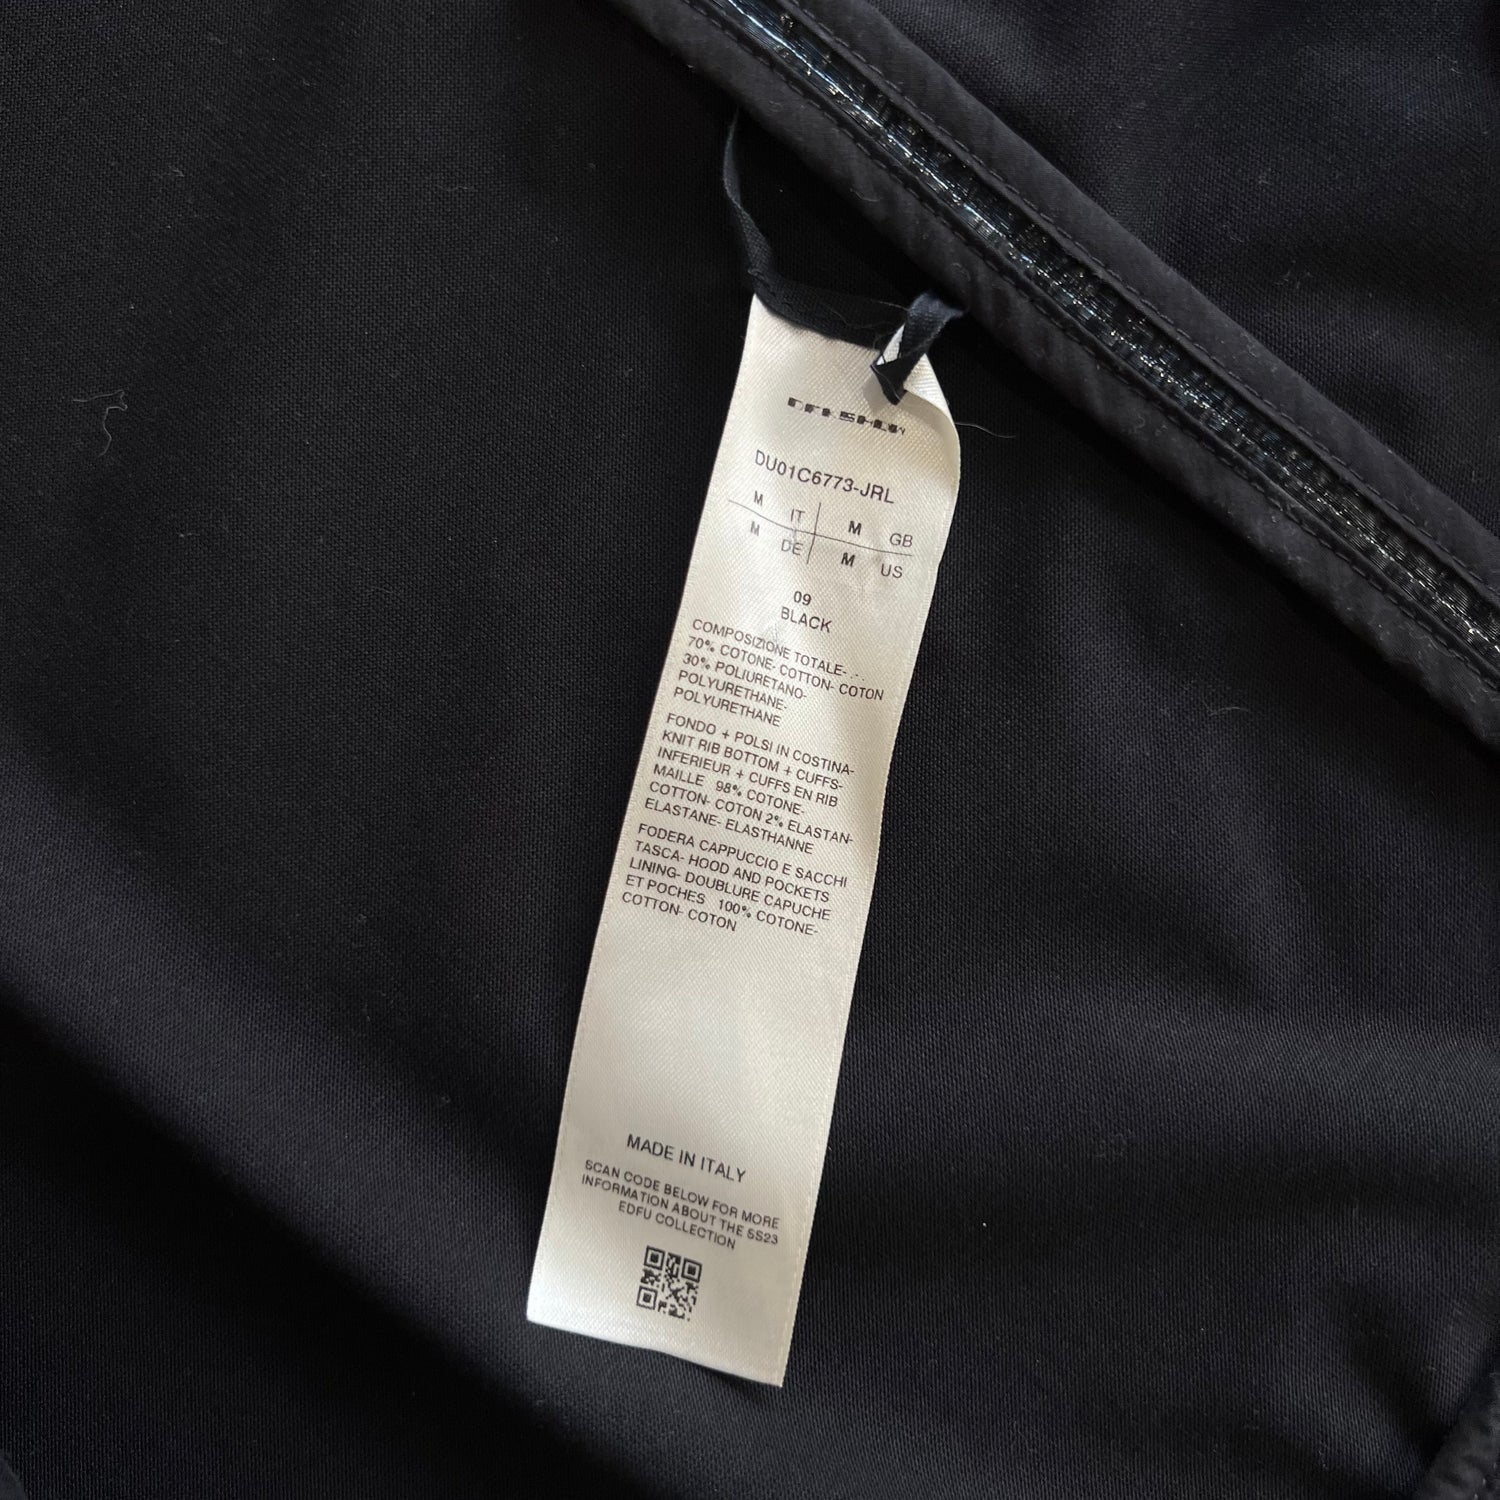 DRKSHDW
DU01C6773-JRL
M IT M GB
M DE M US
09
BLACK
COMPOSIZIONE TOTALE- ...
70% COTONE- COTTON- COTON
30% POLIURETANO-
POLYURETHANE-
POLYURETHANE
FONDO + POLSI IN COSTINA-
KNIT RIB BOTTOM + CUFFS-
INFERIEUR + CUFFS EN RIB
MAILLE 98% COTONE-
COTTON- COTON 2% ELASTAN-
ELASTANE- ELASTHANNE
FODERA CAPPUCCIO E SACCHI
TASCA- HOOD AND POCKETS
LINING- DOUBLURE CAPUCHE
ET POCHES 100% COTONE-
COTTON- COTON
MADE IN ITALY
SCAN CODE BELOW FOR MORE
INFORMATION ABOUT THE SS23
EDFU COLLECTION